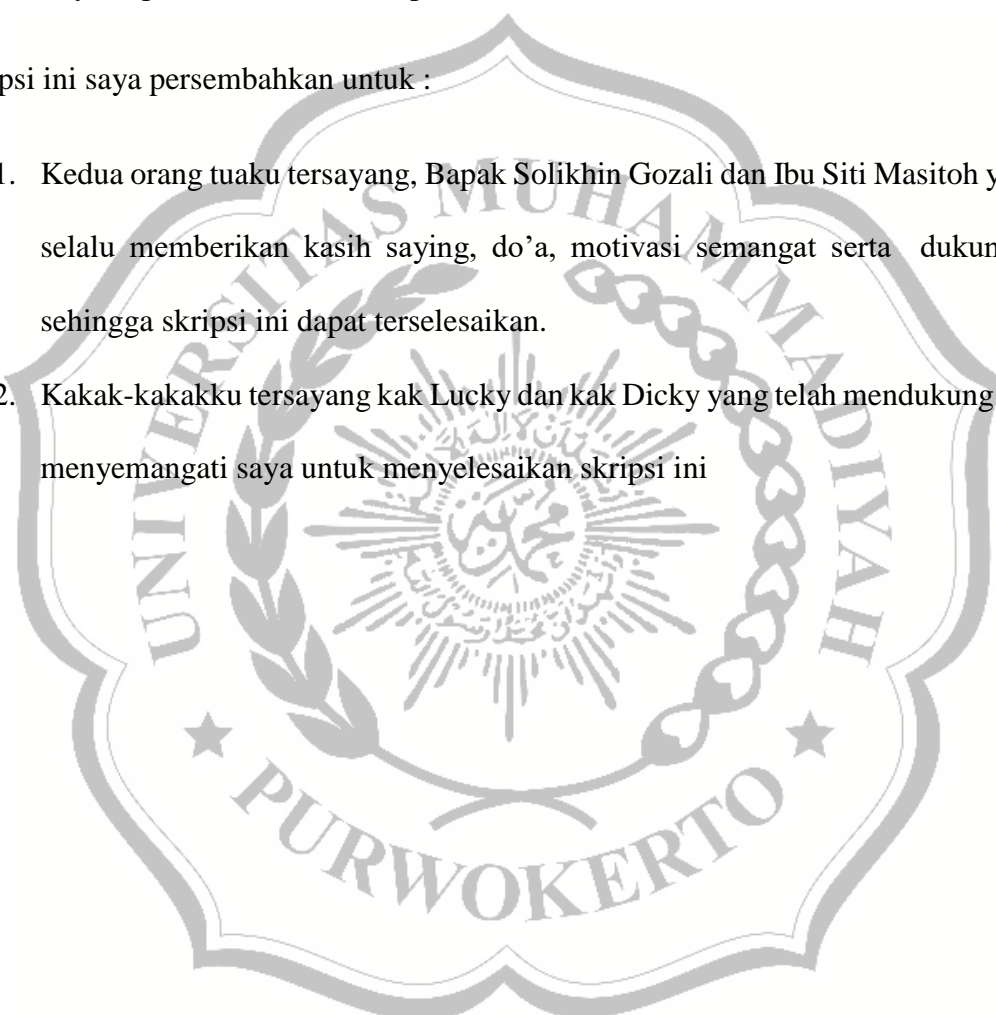 psi ini saya persembahkan untuk :
1. Kedua orang tuaku tersayang, Bapak Solikhin Gozali dan Ibu Siti Masitoh y
selalu memberikan kasih saying, do’a, motivasi semangat serta dukun
sehingga skripsi ini dapat terselesaikan.
2. Kakak-kakakku tersayang kak Lucky dan kak Dicky yang telah mendukung
menyemangati saya untuk menyelesaikan skripsi ini
UNIVERSITAS MUHAMMADIYAH
PURWOKERTO